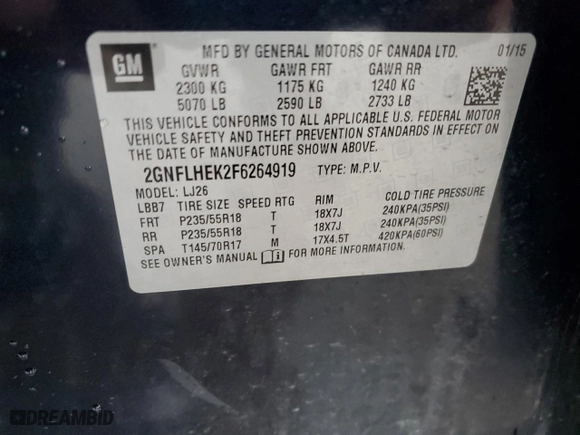 GM
MFD BY GENERAL MOTORS OF CANADA LTD. 01/15
GVWR GAWR FRT GAWR RR
2300 KG 1175 KG 1240 KG
5070 LB 2590 LB 2733 LB
THIS VEHICLE CONFORMS TO ALL APPLICABLE U.S. FEDERAL MOTOR
VEHICLE SAFETY AND THEFT PREVENTION STANDARDS IN EFFECT ON
THE DATE OF MANUFACTURE SHOWN ABOVE.
2GNFLHEK2F6264919 TYPE: M.P.V.
MODEL: LJ26
LBB7 TIRE SIZE SPEED RTG RIM COLD TIRE PRESSURE
FRT P235/55R18 T 18X7J 240KPA(35PSI)
RR P235/55R18 T 18X7J 240KPA(35PSI)
SPA T145/70R17 M 17X4.5T 420KPA(60PSI)
SEE OWNER'S MANUAL FOR MORE INFORMATION.
DREAMBID